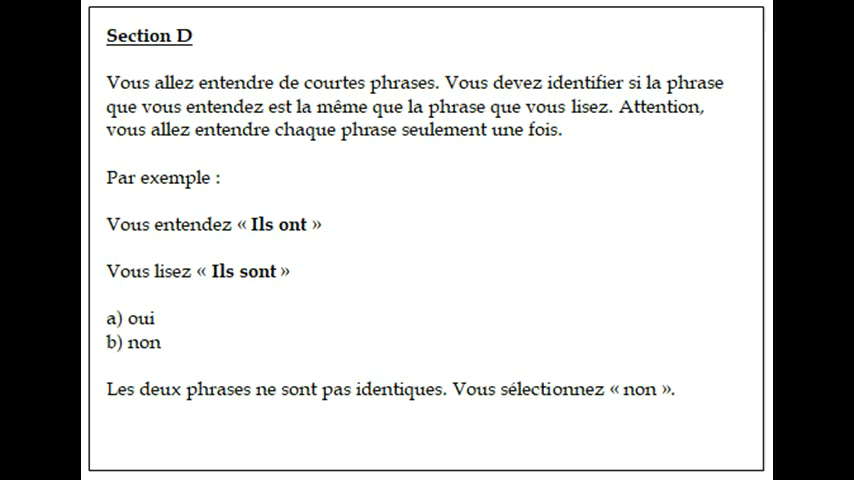 Section D
Vous allez entendre de courtes phrases. Vous devez identifier si la phrase
que vous entendez est la même que la phrase que vous lisez. Attention,
vous allez entendre chaque phrase seulement une fois.
Par exemple :
Vous entendez « Ils ont »
Vous lisez « Ils sont »
a) oui
b) non
Les deux phrases ne sont pas identiques. Vous sélectionnez « non ».